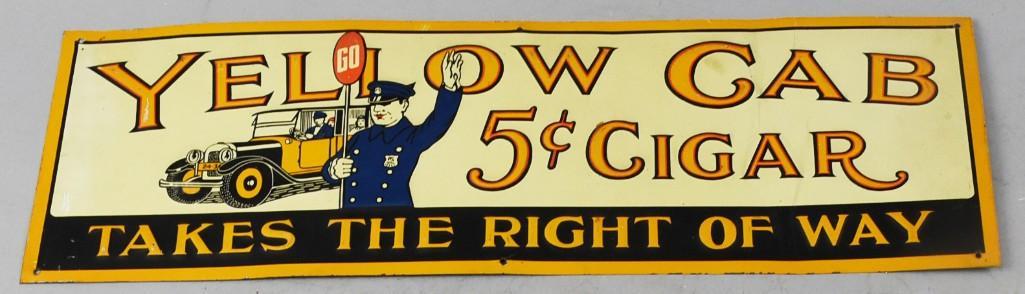 YELLOW CAB
GO
5¢ CIGAR
TAKES THE RIGHT OF WAY